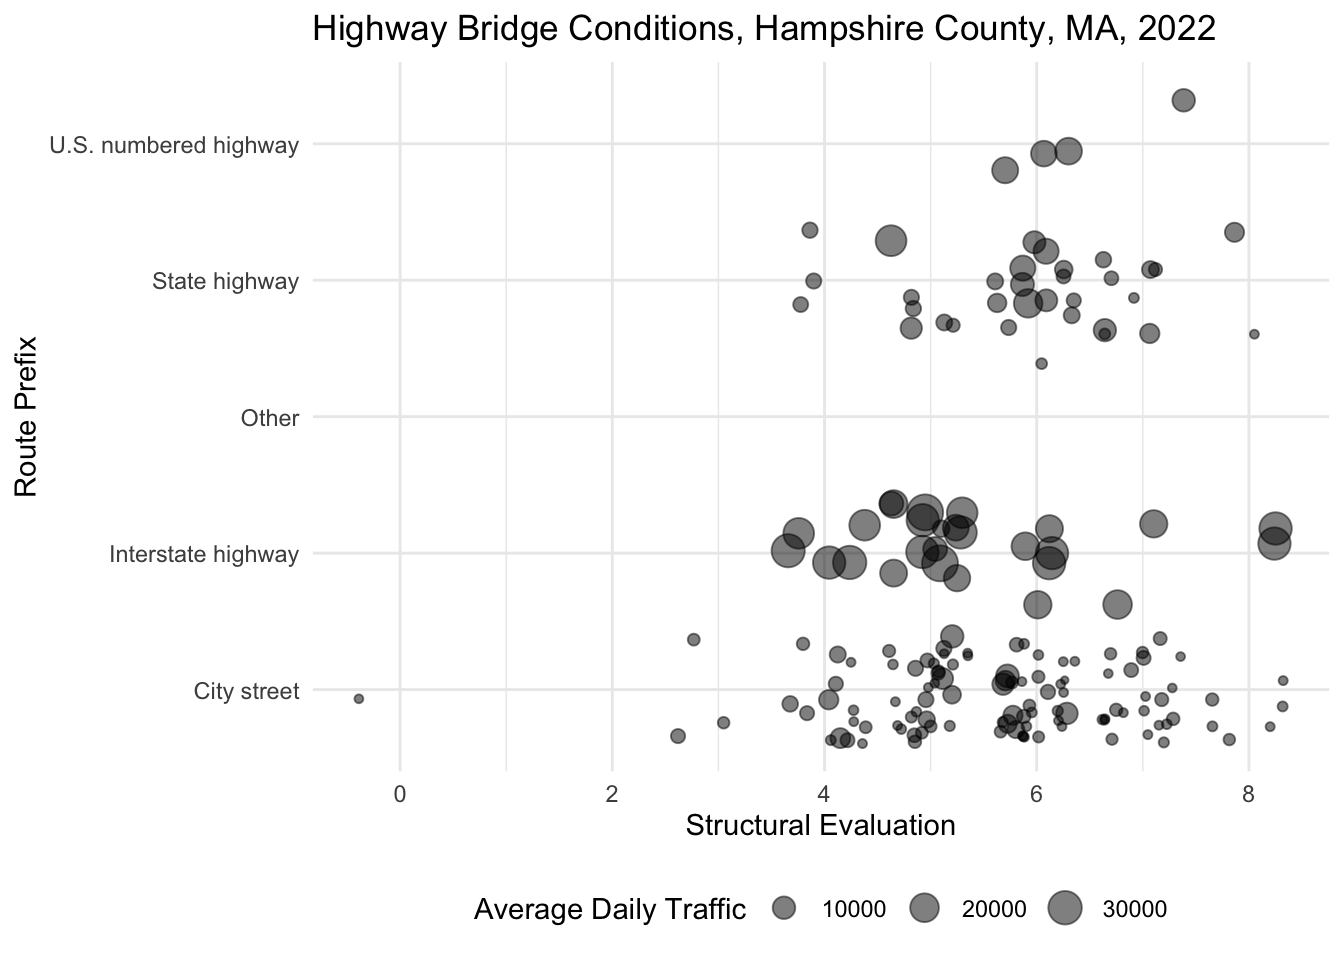 Highway Bridge Conditions, Hampshire County, MA, 2022
U.S. numbered highway
State highway
Other
Interstate highway
City street
Route Prefix
0 2 4 6 8
Structural Evaluation
Average Daily Traffic 10000 20000 30000